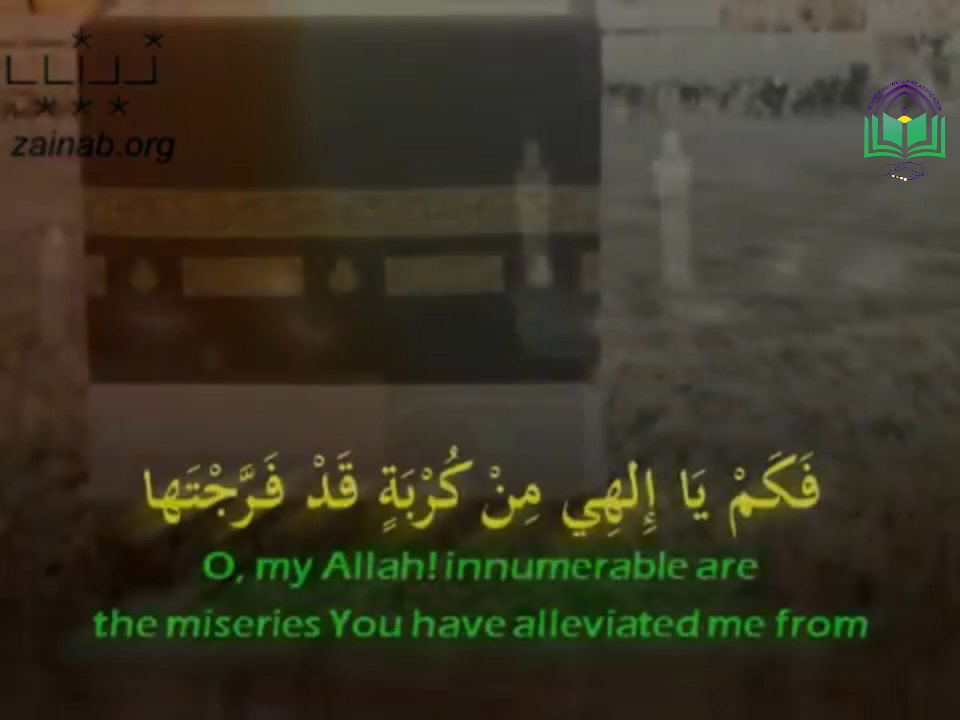 zainab.org
فَكَمْ يَا إِلٰهِي مِنْ كُرْبَةٍ قَدْ فَرَّجْتَها
O, my Allah! innumerable are
the miseries You have alleviated me from